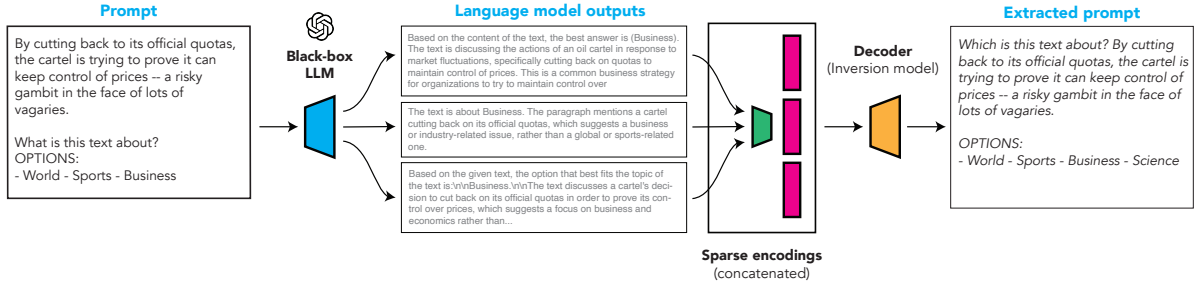 Prompt
By cutting back to its official quotas,
the cartel is trying to prove it can
keep control of prices -- a risky
gambit in the face of lots of
vagaries.
What is this text about?
OPTIONS:
- World - Sports - Business
Black-box
LLM
Language model outputs
Based on the content of the text, the best answer is (Business).
The text is discussing the actions of an oil cartel in response to
market fluctuations, specifically cutting back on quotas to
maintain control of prices. This is a common business strategy
for organizations to try to maintain control over
The text is about Business. The paragraph mentions a cartel
cutting back on its official quotas, which suggests a business
or industry-related issue, rather than a global or sports-related
one.
Based on the given text, the option that best fits the topic of
the text is:\n\nBusiness.\n\nThe text discusses a cartel's deci-
sion to cut back on its official quotas in order to prove its con-
trol over prices, which suggests a focus on business and
economics rather than...
Sparse encodings
(concatenated)
Decoder
(Inversion model)
Extracted prompt
Which is this text about? By cutting
back to its official quotas, the cartel is
trying to prove it can keep control of
prices -- a risky gambit in the face of
lots of vagaries.
OPTIONS:
- World - Sports - Business - Science